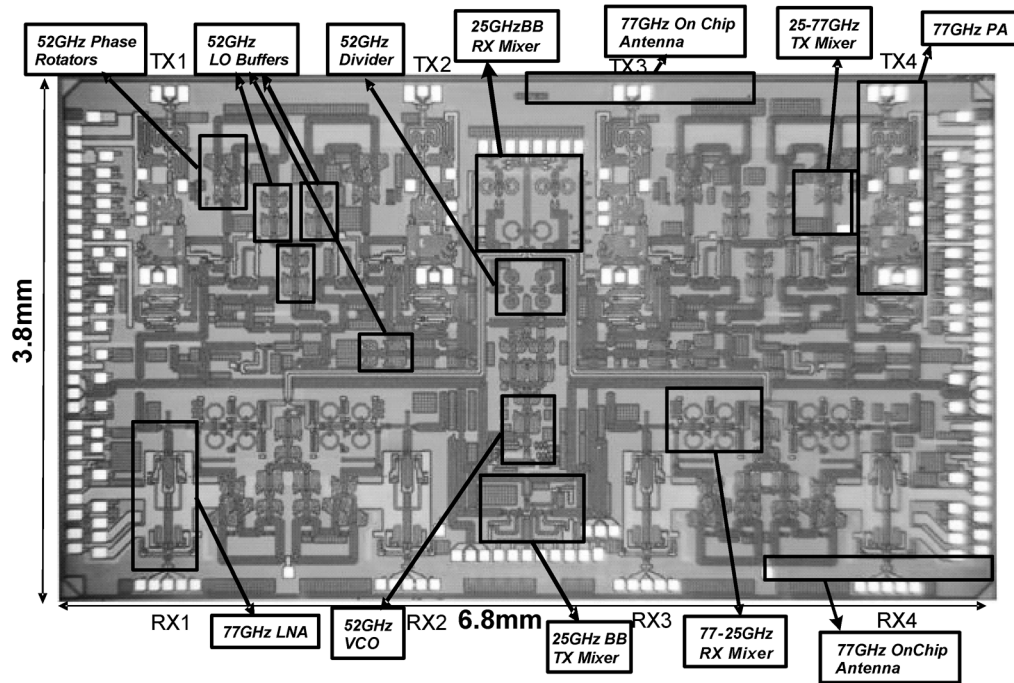 52GHz Phase
Rotators
52GHz
LO Buffers
52GHz
Divider
25GHzBB
RX Mixer
77GHz On Chip
Antenna
25-77GHz
TX Mixer
77GHz PA
TX1
TX2
TX3
TX4
3.8mm
6.8mm
RX1
RX2
RX3
RX4
77GHz LNA
52GHz
VCO
25GHz BB
TX Mixer
77-25GHz
RX Mixer
77GHz OnChip
Antenna